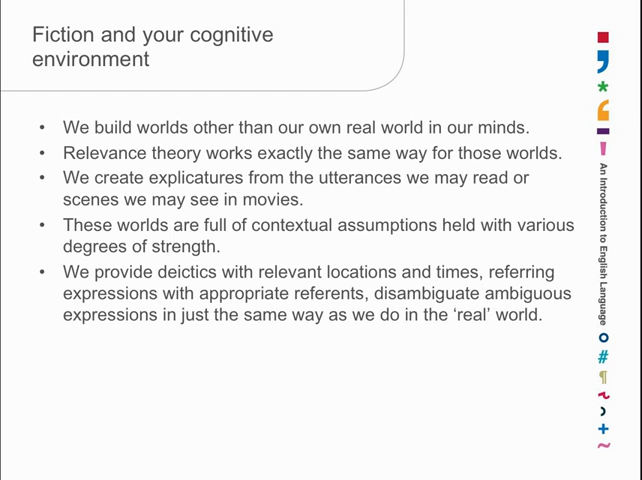 Fiction and your cognitive
environment
• We build worlds other than our own real world in our minds.
• Relevance theory works exactly the same way for those worlds.
• We create explicatures from the utterances we may read or
scenes we may see in movies.
• These worlds are full of contextual assumptions held with various
degrees of strength.
• We provide deictics with relevant locations and times, referring
expressions with appropriate referents, disambiguate ambiguous
expressions in just the same way as we do in the ‘real’ world.
An Introduction to English Language